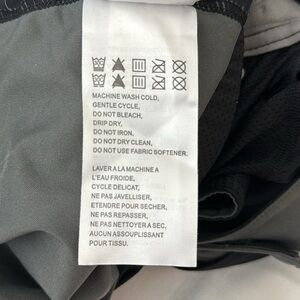 MACHINE WASH COLD,
GENTLE CYCLE,
DO NOT BLEACH,
DRIP DRY,
DO NOT IRON,
DO NOT DRY CLEAN,
DO NOT USE FABRIC SOFTENER.
LAVER A LA MACHINE A
L'EAU FROIDE,
CYCLE DELICAT,
NE PAS JAVELLISER,
ETENDRE POUR SECHER,
NE PAS REPASSER,
NE PAS NETTOYER A SEC,
AUCUN ASSOUPLISSANT
POUR TISSU.